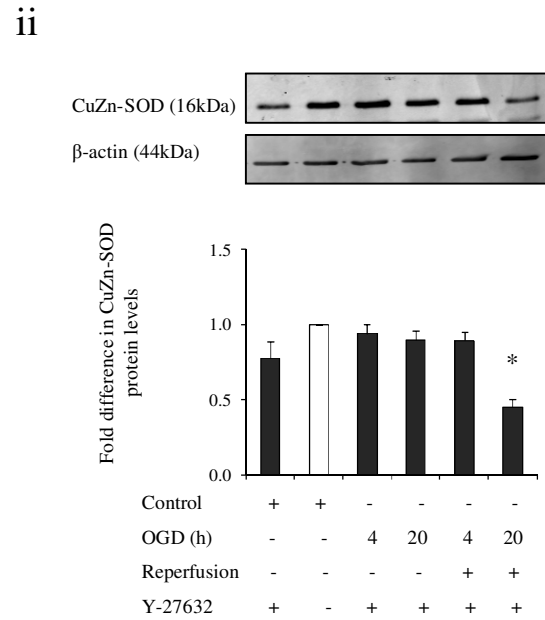 ii
CuZn-SOD (16kDa)
β-actin (44kDa)
Fold difference in CuZn-SOD
protein levels
1.5
1.0
0.5
0.0
*
Control + + - - - -
OGD (h) - - 4 20 4 20
Reperfusion - - - - + +
Y-27632 + - + + + +